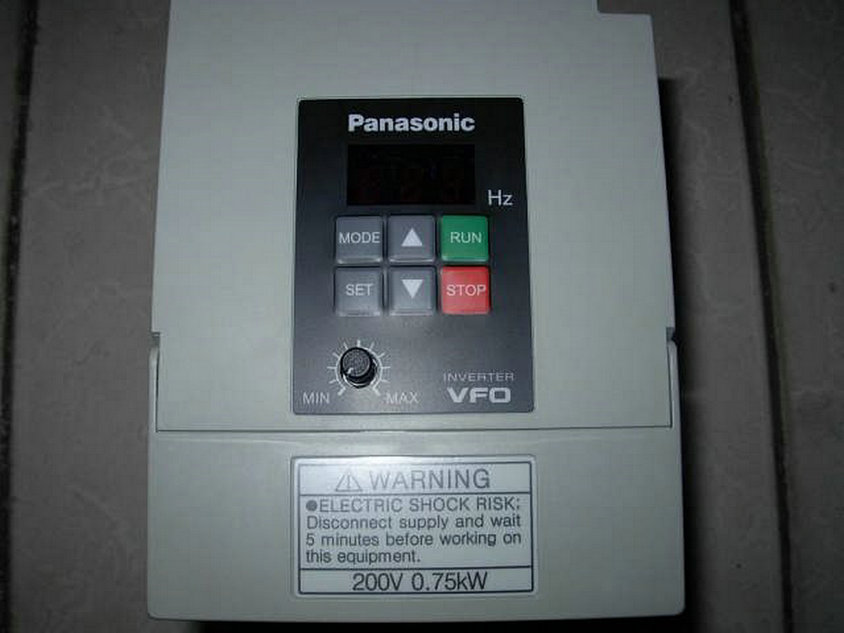 Panasonic
Hz
MODE ▲ RUN
SET ▼ STOP
MIN MAX
INVERTER
VFO
⚠ WARNING
●ELECTRIC SHOCK RISK:
Disconnect supply and wait
5 minutes before working on
this equipment.
200V 0.75kW